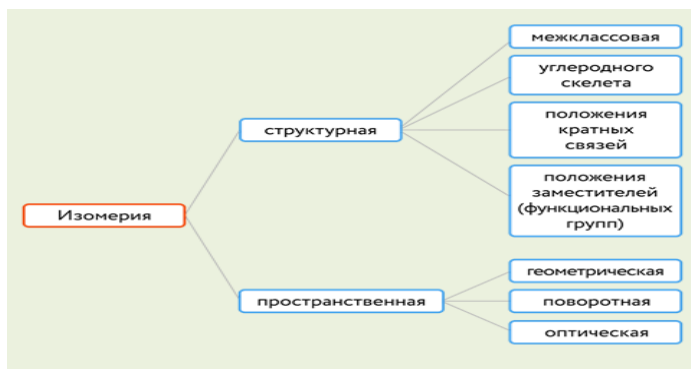 межклассовая
углеродного
скелета
структурная
положения
кратных
связей
положения
заместителей
(функциональных
групп)
Изомерия
геометрическая
пространственная
поворотная
оптическая